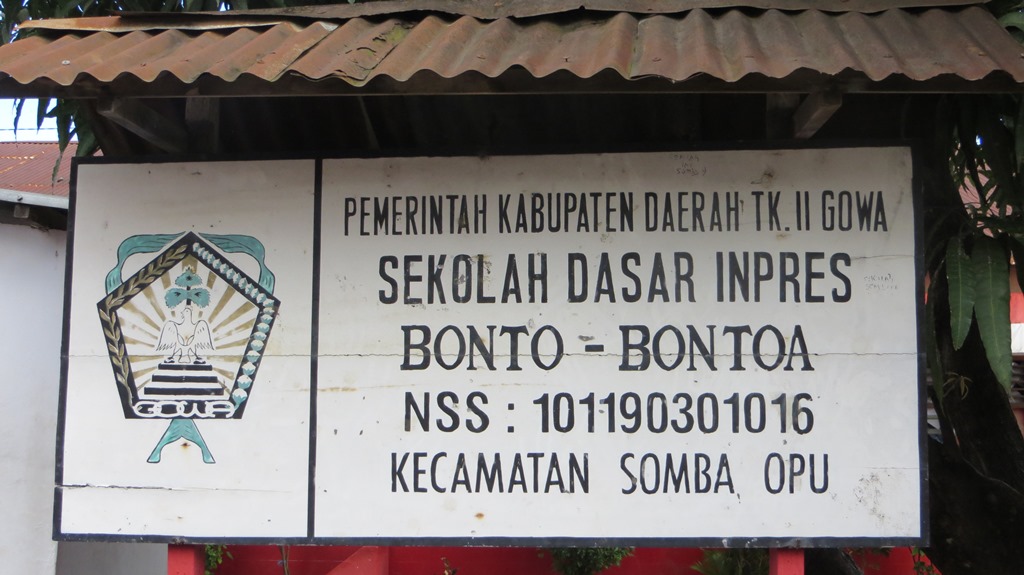 GOWA
PEMERINTAH KABUPATEN DAERAH TK. II GOWA
SEKOLAH DASAR INPRES
BONTO - BONTOA
NSS : 101190301016
KECAMATAN SOMBA OPU